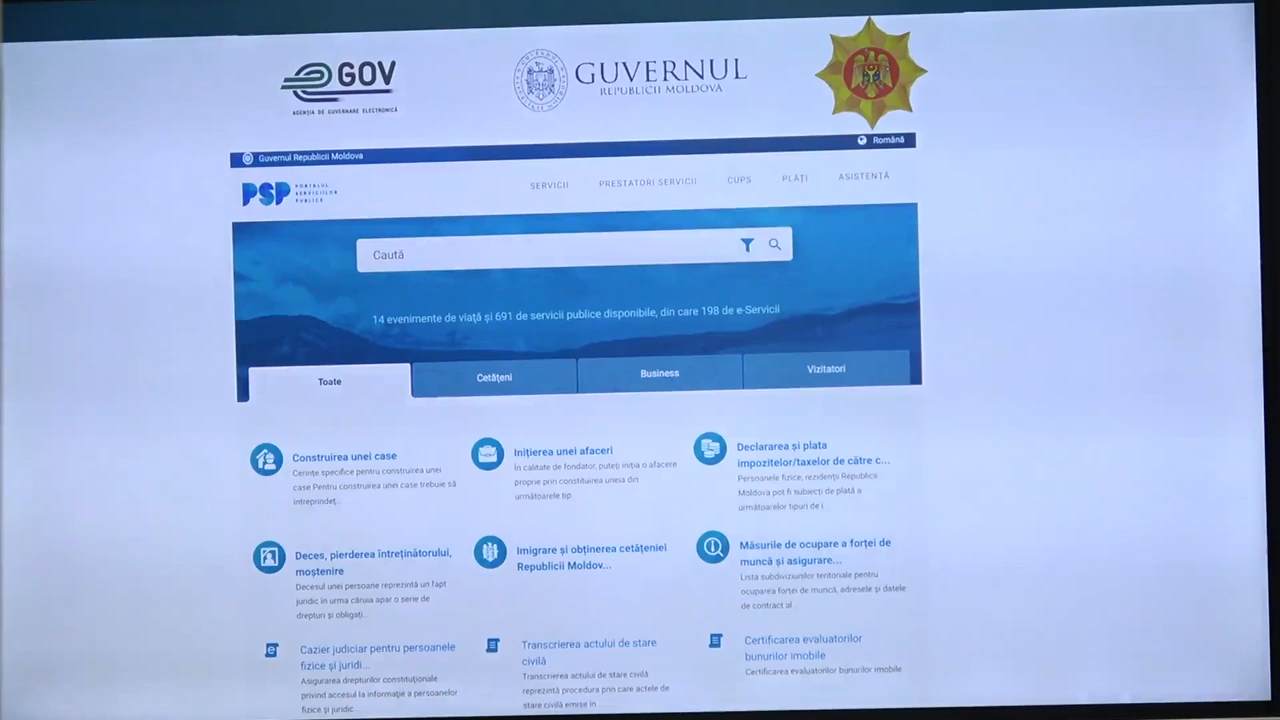 eGOV
AGENȚIA DE GUVERNARE ELECTRONICĂ
GUVERNUL
REPUBLICII MOLDOVA
Guvernul Republicii Moldova
Română
PSP
PORTALUL
SERVICIILOR
PUBLICE
SERVICII
PRESTATORI SERVICII
CUPS
PLĂȚI
ASISTENȚĂ
Caută
14 evenimente de viață și 691 de servicii publice disponibile, din care 198 de e-Servicii
Toate
Cetățeni
Business
Vizitatori
Construirea unei case
Cerințe specifice pentru construirea unei
case Pentru construirea unei case trebuie să
întreprindeț...
Inițierea unei afaceri
În calitate de fondator, puteți iniția o afacere
proprie prin constituirea uneia din
următoarele tip...
Declararea și plata
impozitelor/taxelor de către c...
Persoanele fizice, rezidenții Republicii
Moldova pot fi subiecți de plată a
următoarelor tipuri de i...
Deces, pierderea întreținătorului,
moștenire
Decesul unei persoane reprezintă un fapt
juridic în urma căruia apar o serie de
drepturi și obligați...
Imigrare și obținerea cetățeniei
Republicii Moldov...
Măsurile de ocupare a forței de
muncă și asigurare...
Lista subdiviziunilor teritoriale pentru
ocuparea forței de muncă, adresele și datele
de contract al...
Cazier judiciar pentru persoanele
fizice și juridi...
Asigurarea drepturilor constituționale
privind accesul la informație a persoanelor
fizice și juridic...
Transcrierea actului de stare
civilă
Transcrierea actului de stare civilă
reprezintă procedura prin care actele de
stare civilă emise în...
Certificarea evaluatorilor
bunurilor imobile
Certificarea evaluatorilor bunurilor imobile